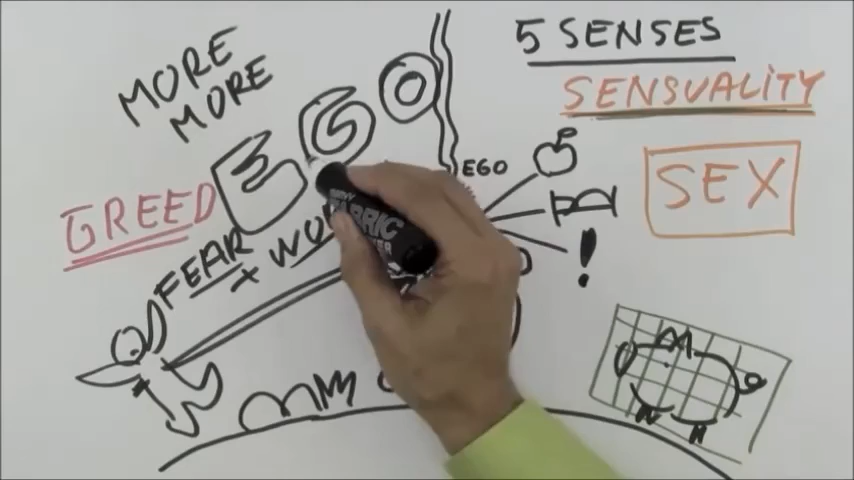 MORE
MORE
EGO
GREED
FEAR
+
5 SENSES
SENSUALITY
EGO
SEX
!